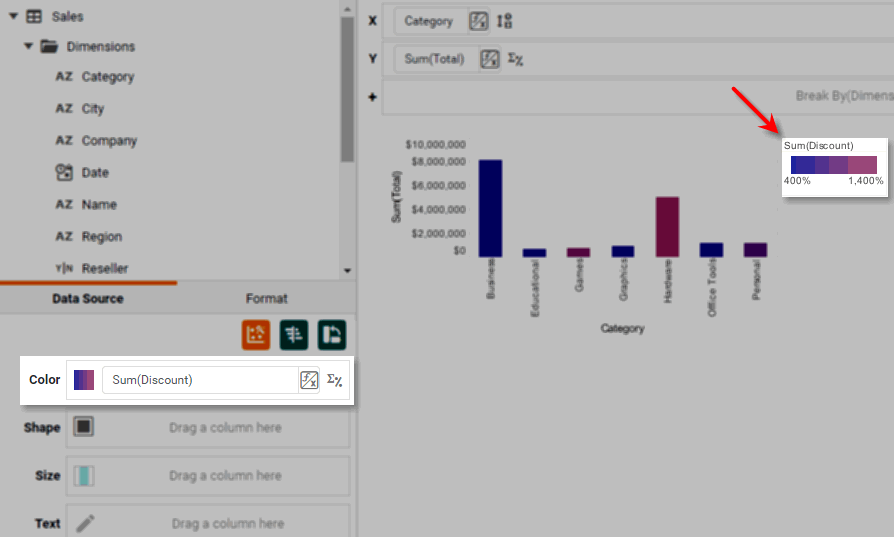 Sales
Dimensions
AZ Category
AZ City
AZ Company
Date
AZ Name
AZ Region
Y|N Reseller
Data Source Format
Color Sum(Discount) f/x Σ٪
Shape Drag a column here
Size Drag a column here
Text Drag a column here
X Category f/x
Y Sum(Total) f/x
+ Break By(Dimens
Sum(Discount)
400% 1,400%
$10,000,000
$8,000,000
$6,000,000
$4,000,000
$2,000,000
$0
Sum(Total)
Business
Educational
Games
Graphics
Hardware
Office Tools
Personal
Category